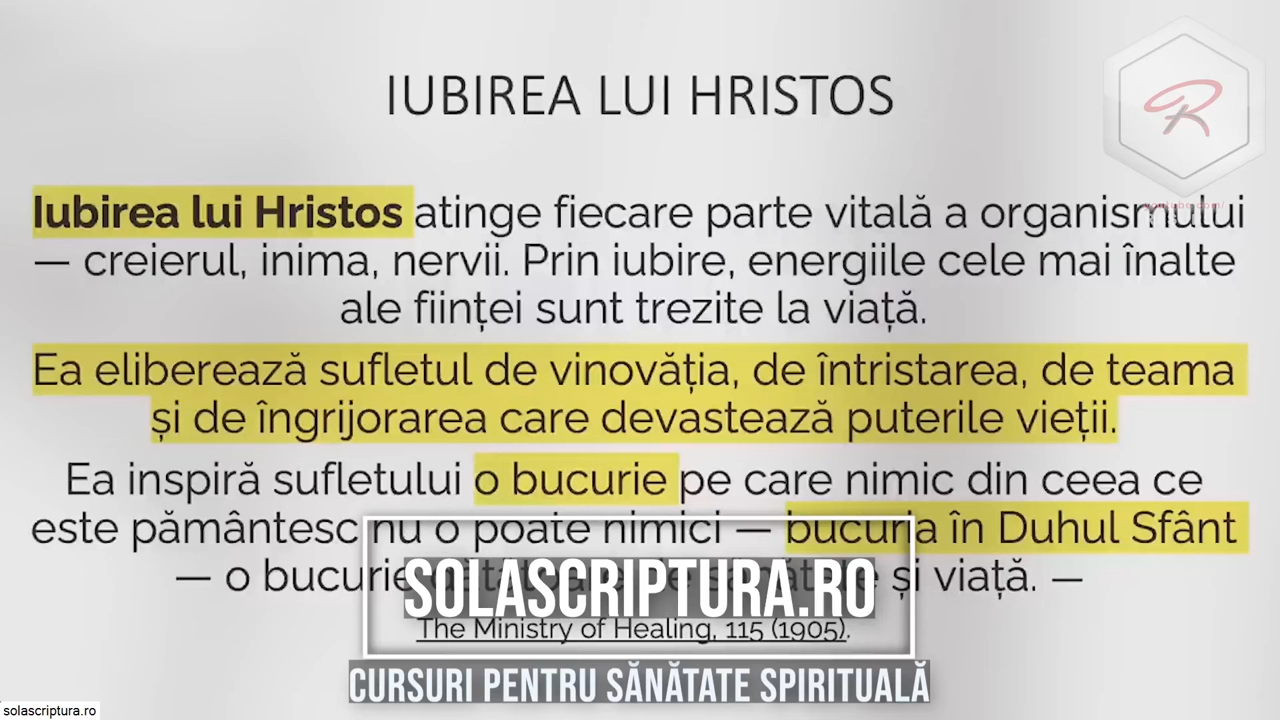 IUBIREA LUI HRISTOS
Iubirea lui Hristos atinge fiecare parte vitală a organismului
— creierul, inima, nervii. Prin iubire, energiile cele mai înalte
ale ființei sunt trezite la viață.
Ea eliberează sufletul de vinovăția, de întristarea, de teama
și de îngrijorarea care devastează puterile vieții.
Ea inspiră sufletului o bucurie pe care nimic din ceea ce
este pământesc nu o poate nimici — bucuria în Duhul Sfânt
— o bucurie și viață. —
SOLASCRIPTURA.RO
The Ministry of Healing, 115 (1905).
CURSURI PENTRU SĂNĂTATE SPIRITUALĂ
solascriptura.ro
R
youtube.com/